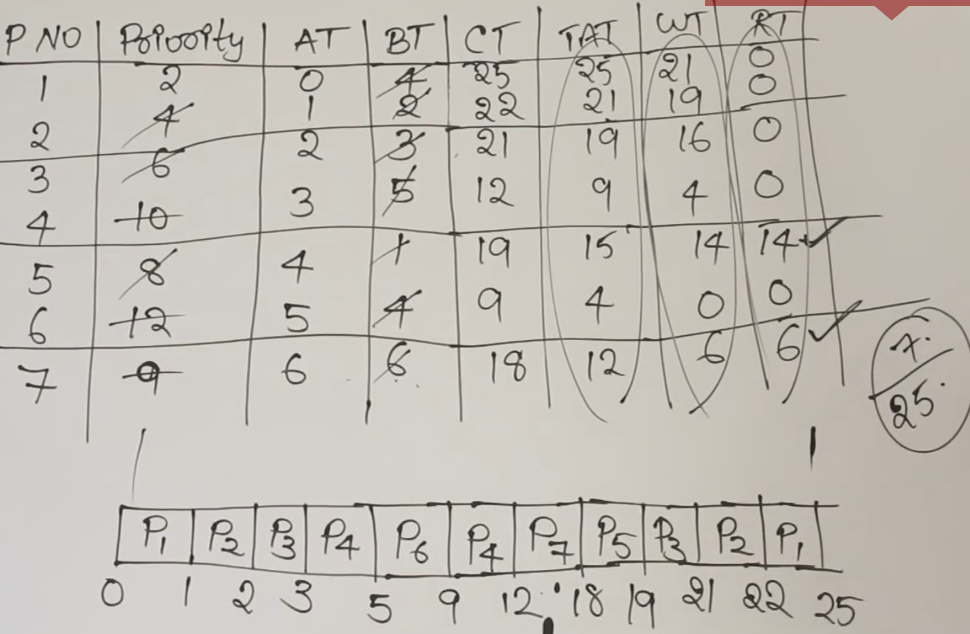 P NO Poiooity AT BT CT TAT WT RT
1 2 0 4 25 25 21 0
2 4 1 2 22 21 19 0
3 6 2 3 21 19 16 0
4 10 3 5 12 9 4 0
5 8 4 1 19 15 14 14 ✓
6 12 5 4 9 4 0 0
7 9 6 6 18 12 6 6 ✓
7
25
P1 P2 P3 P4 P6 P4 P7 P5 P3 P2 P1
0 1 2 3 5 9 12 18 19 21 22 25